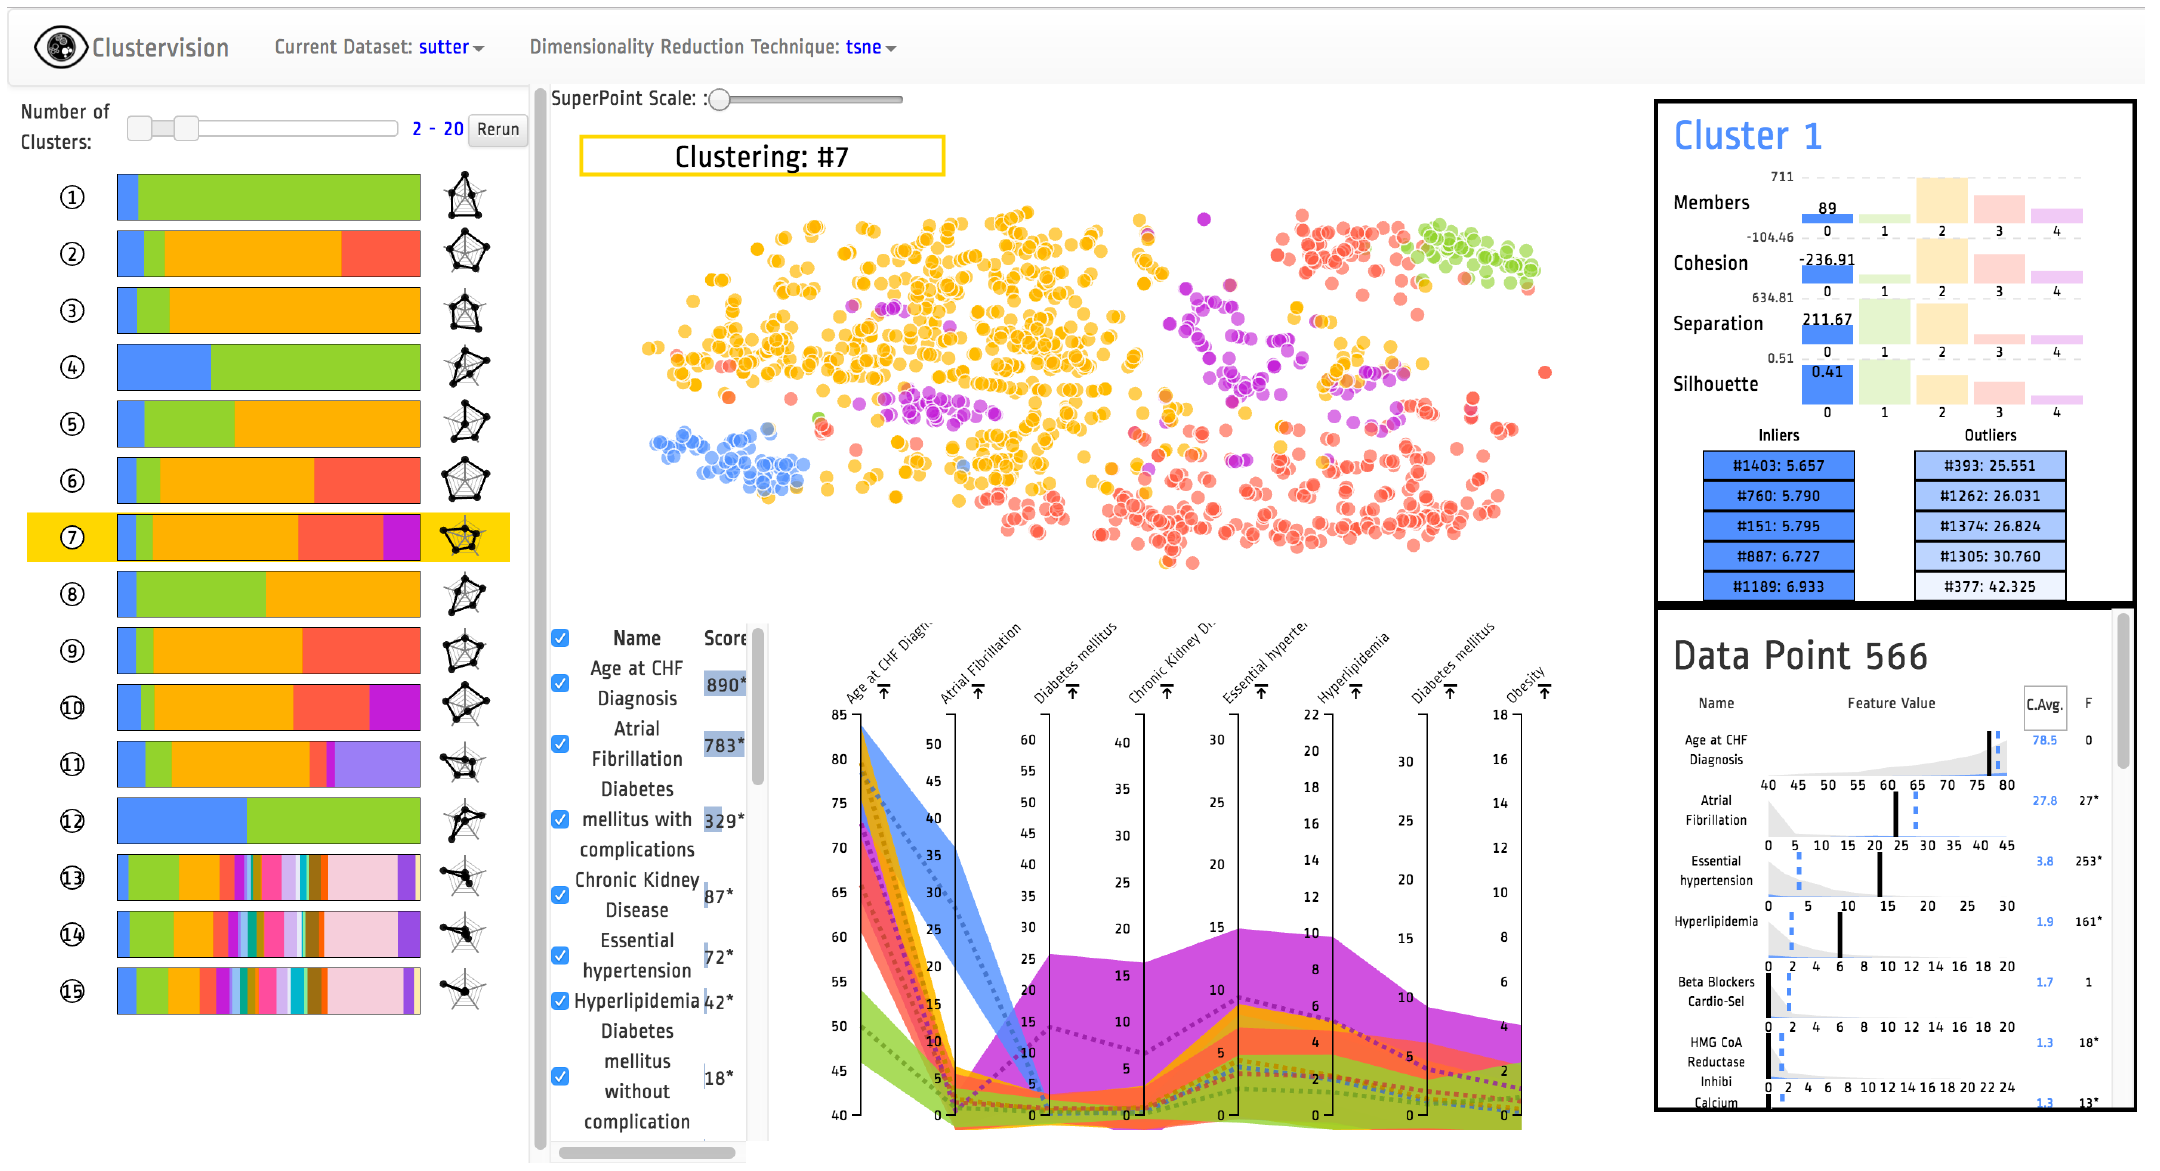 Clustervision
Current Dataset: sutter
Dimensionality Reduction Technique: tsne
Number of
Clusters:
2 - 20
Rerun
1
2
3
4
5
6
7
8
9
10
11
12
13
14
15
SuperPoint Scale: :
Clustering: #7
Name Score
Age at CHF
Diagnosis
890*
Atrial
Fibrillation
783*
Diabetes
mellitus with
complications
329*
Chronic Kidney
Disease
87*
Essential
hypertension
72*
Hyperlipidemia
42*
Diabetes
mellitus
without
complication
18*
Age at CHF Diagn
Atrial Fibrillation
Diabetes mellitus
Chronic Kidney Di
Essential hyperte
Hyperlipidemia
Diabetes mellitus
Obesity
85
80
75
70
65
60
55
50
45
40
50
45
40
35
30
25
20
15
10
5
0
60
55
50
45
40
35
30
25
20
15
10
5
0
40
35
30
25
20
15
10
5
0
30
25
20
15
10
5
0
22
20
18
16
14
12
10
8
6
4
2
0
30
25
20
15
10
5
0
18
16
14
12
10
8
6
4
2
0
Cluster 1
Members
711
89
0 1 2 3 4
Cohesion
-104.46
-236.91
0 1 2 3 4
Separation
634.81
211.67
0 1 2 3 4
Silhouette
0.51
0.41
0 1 2 3 4
Inliers Outliers
#1403: 5.657 #393: 25.551
#760: 5.790 #1262: 26.031
#151: 5.795 #1374: 26.824
#887: 6.727 #1305: 30.760
#1189: 6.933 #377: 42.325
Data Point 566
Name Feature Value C.Avg. F
Age at CHF
Diagnosis
78.5 0
40 45 50 55 60 65 70 75 80
Atrial
Fibrillation
27.8 27*
0 5 10 15 20 25 30 35 40 45
Essential
hypertension
3.8 253*
0 5 10 15 20 25 30
Hyperlipidemia
1.9 161*
0 2 4 6 8 10 12 14 16 18 20
Beta Blockers
Cardio-Sel
1.7 1
0 2 4 6 8 10 12 14 16 18 20
HMG CoA
Reductase
Inhibi
1.3 18*
0 2 4 6 8 10 12 14 16 18 20 22 24
Calcium
1.3 13*